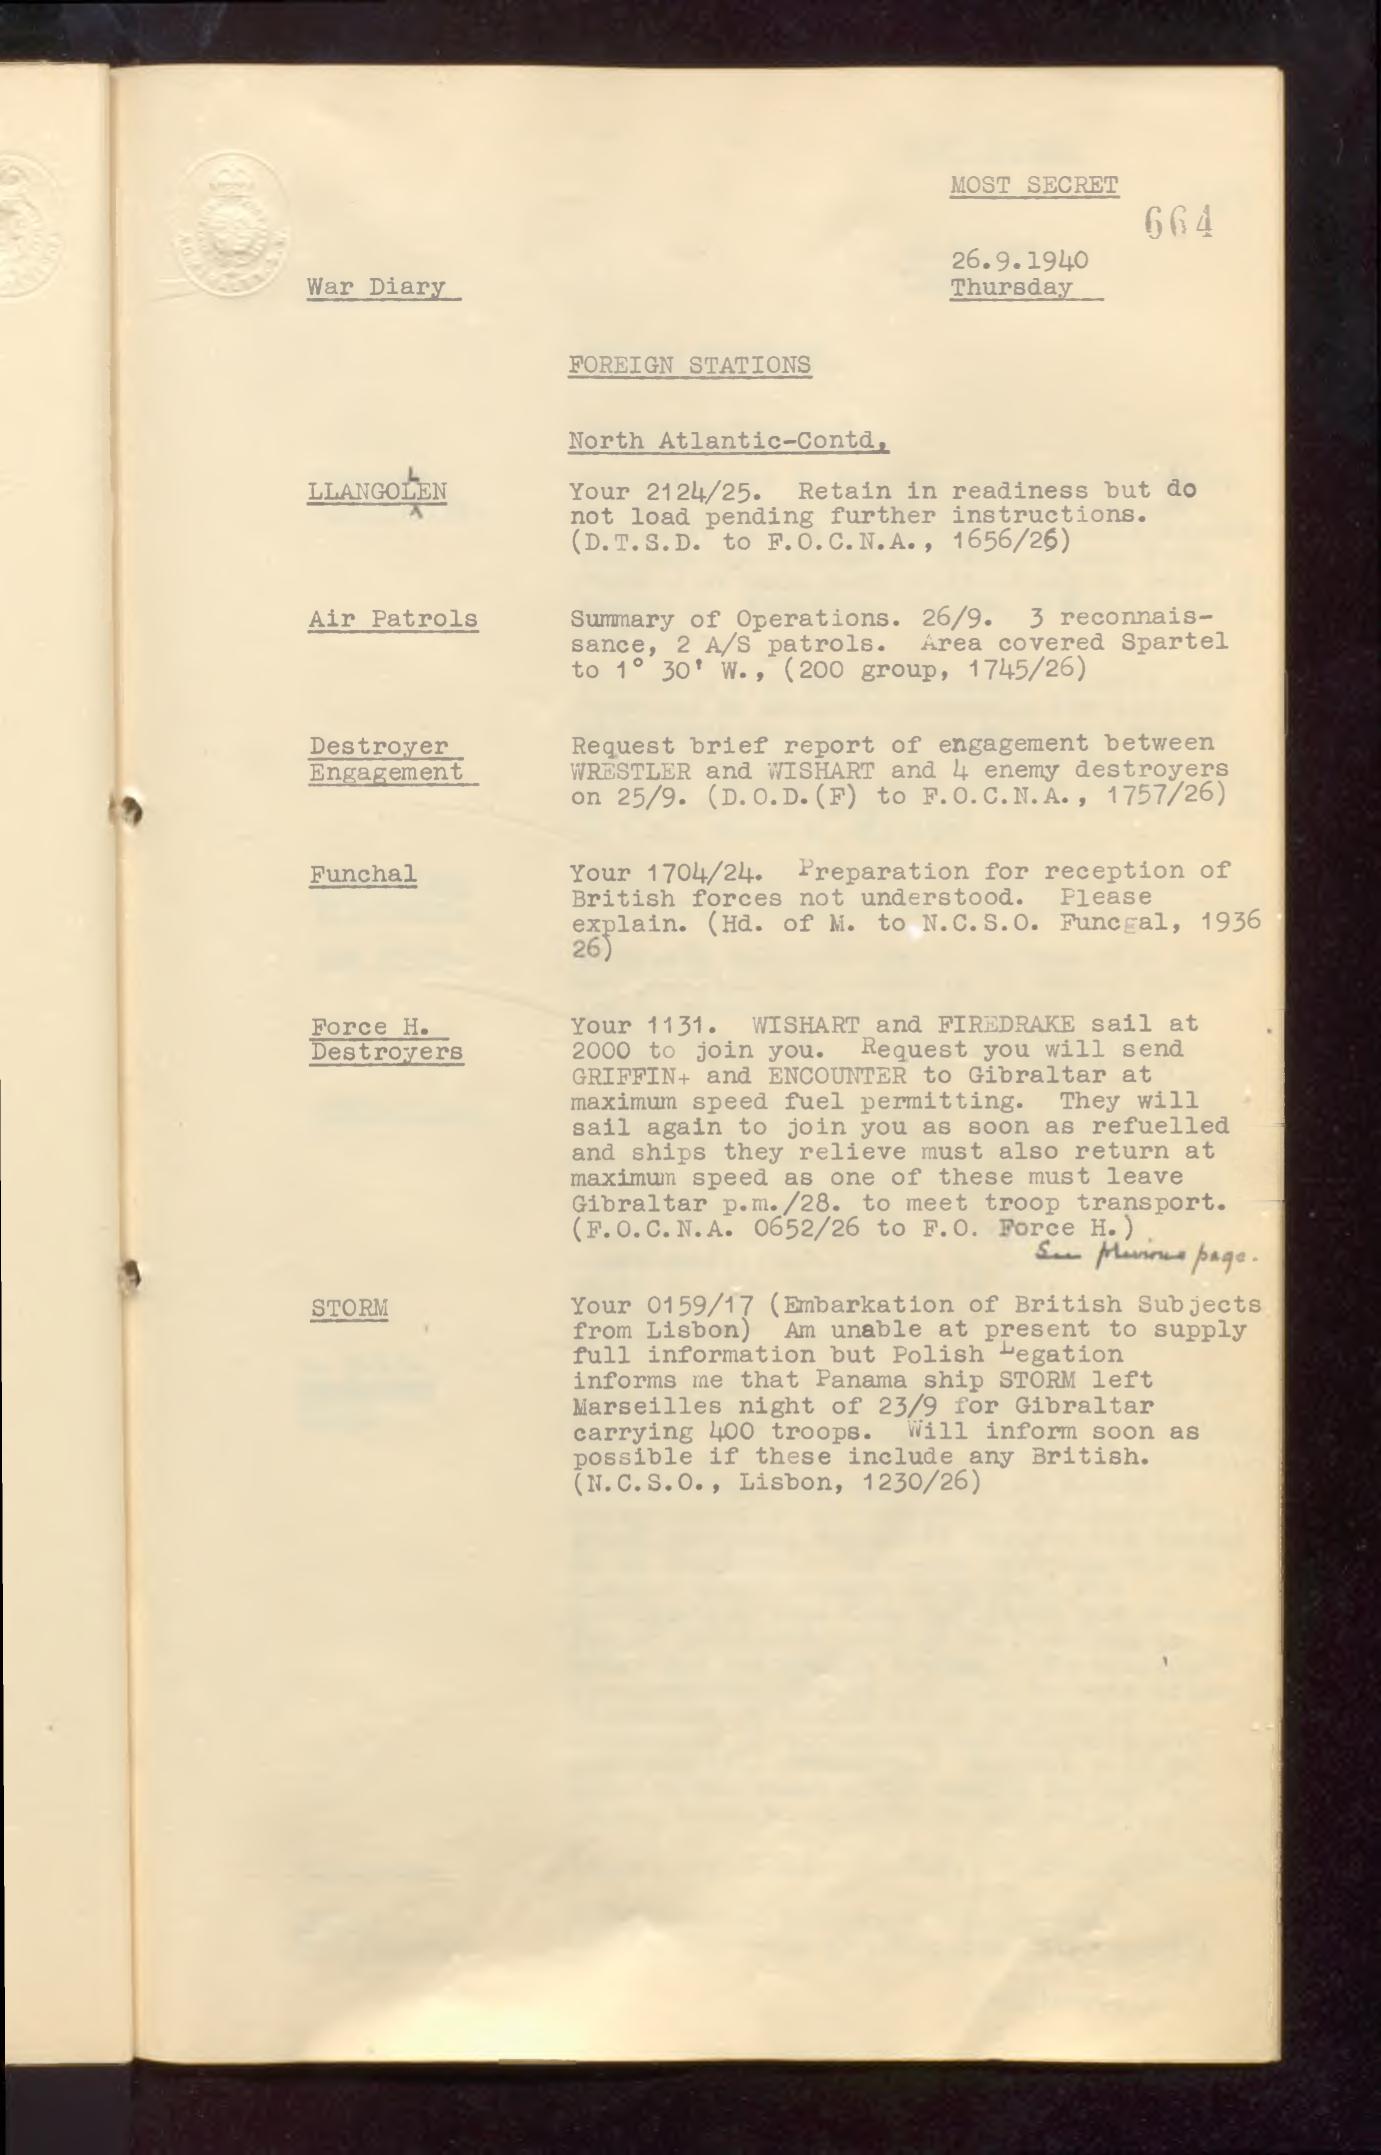 MOST SECRET
664
26.9.1940
War Diary
Thursday
FOREIGN STATIONS
North Atlantic-Contd.
L
LLANGOLEN
Your 2124/25. Retain in readiness but do
not load pending further instructions.
(D.T.S.D. to F.O.C.N.A., 1656/26)
Air Patrols
Summary of Operations. 26/9. 3 reconnais-
sance, 2 A/S patrols. Area covered Spartel
to 1° 30' W., (200 group, 1745/26)
Destroyer
Engagement
Request brief report of engagement between
WRESTLER and WISHART and 4 enemy destroyers
on 25/9. (D.O.D.(F) to F.O.C.N.A., 1757/26)
Funchal
Your 1704/24. Preparation for reception of
British forces not understood. Please
explain. (Hd. of M. to N.C.S.O. Funcgal, 1936
26)
Force H.
Destroyers
Your 1131. WISHART and FIREDRAKE sail at
2000 to join you. Request you will send
GRIFFIN+ and ENCOUNTER to Gibraltar at
maximum speed fuel permitting. They will
sail again to join you as soon as refuelled
and ships they relieve must also return at
maximum speed as one of these must leave
Gibraltar p.m./28. to meet troop transport.
(F.O.C.N.A. 0652/26 to F.O. Force H.)
See previous page.
STORM
Your 0159/17 (Embarkation of British Subjects
from Lisbon) Am unable at present to supply
full information but Polish Legation
informs me that Panama ship STORM left
Marseilles night of 23/9 for Gibraltar
carrying 400 troops. Will inform soon as
possible if these include any British.
(N.C.S.O., Lisbon, 1230/26)